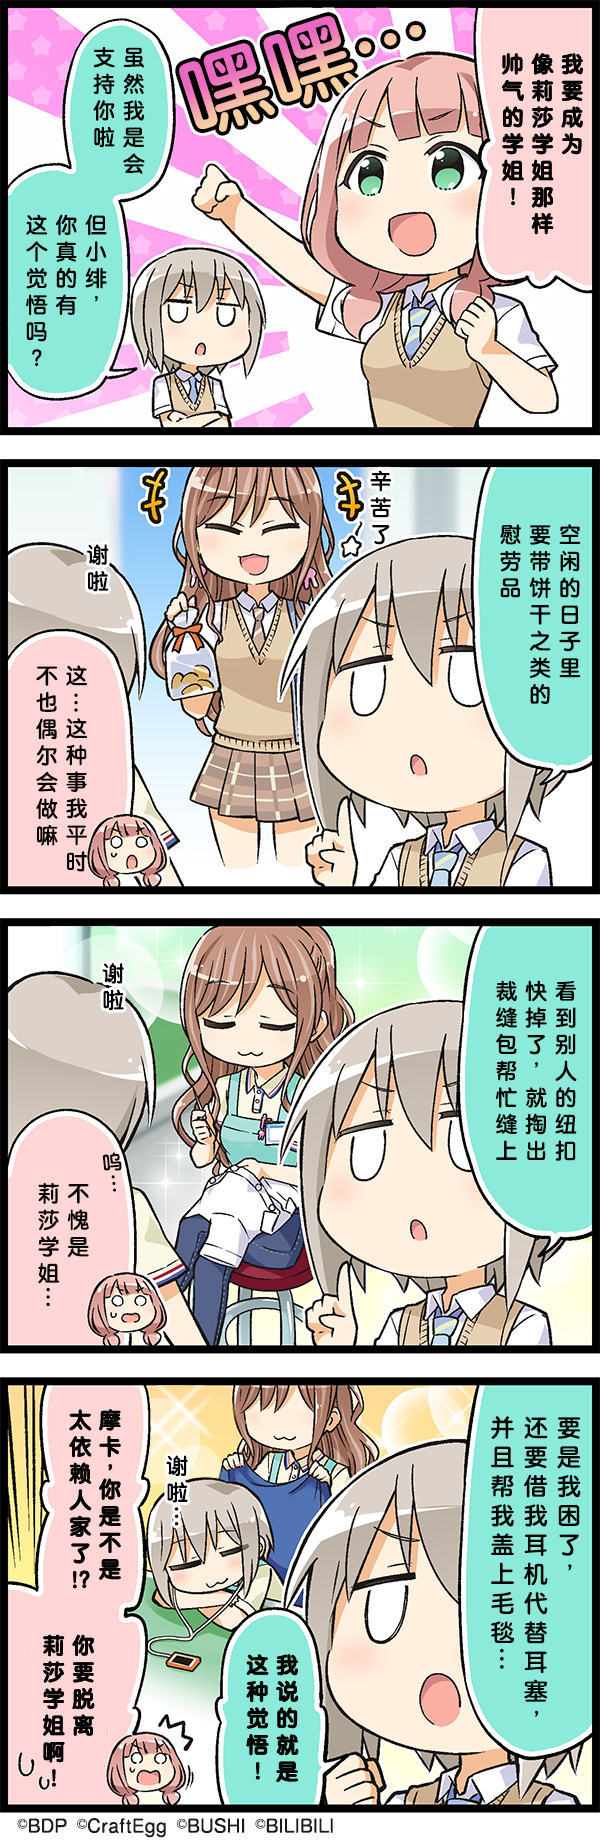 我要成为
像莉莎学姐那样
帅气的学姐！
嘿嘿…
虽然我是会
支持你啦
但小绯，
你真的有
这个觉悟吗？
空闲的日子里
要带饼干之类的
慰劳品
辛苦了
谢啦
这…这种事我平时
不也偶尔会做嘛
看到别人的纽扣
快掉了，就掏出
裁缝包帮忙缝上
谢啦
呜…
不愧是
莉莎学姐…
要是我困了，
还要借我耳机代替耳塞，
并且帮我盖上毛毯…
谢啦…
我说的就是
这种觉悟！
摩卡，你是不是
太依赖人家了!?
你要脱离
莉莎学姐啊！
©BDP ©CraftEgg ©BUSHI ©BILIBILI